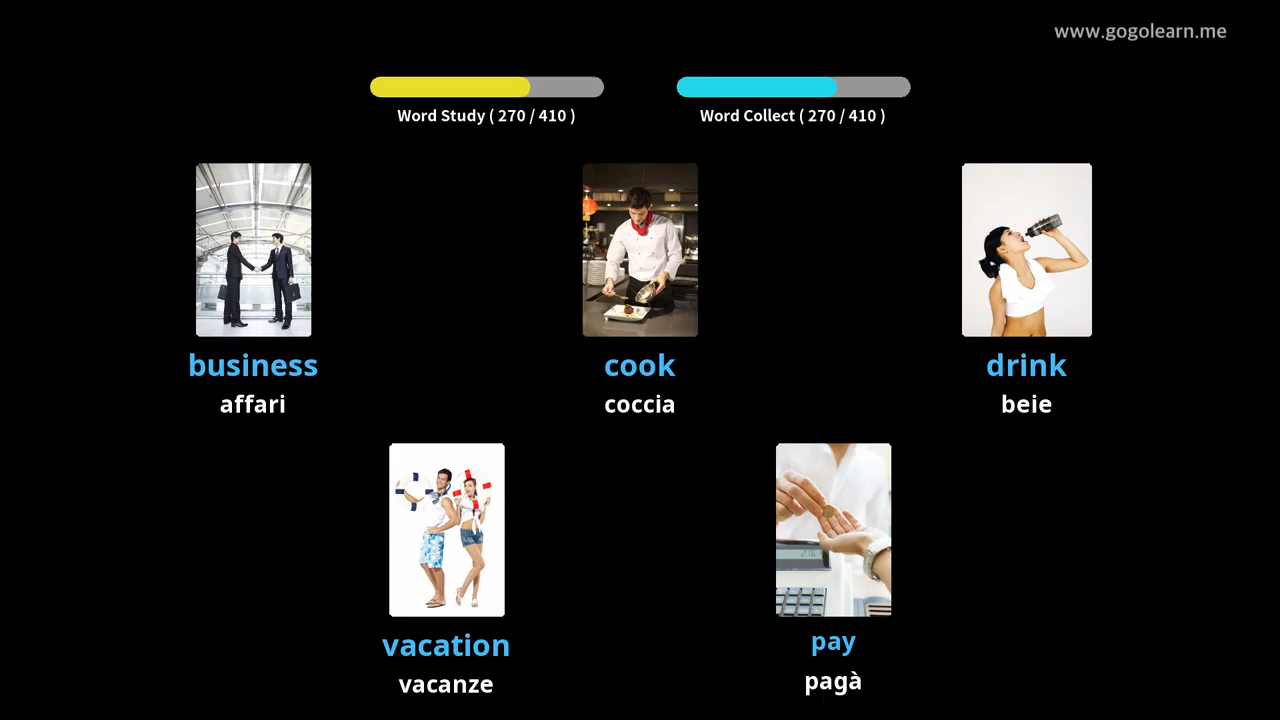 www.gogolearn.me
Word Study ( 270 / 410 )
Word Collect ( 270 / 410 )
business
affari
cook
coccia
drink
beie
vacation
vacanze
pay
pagà